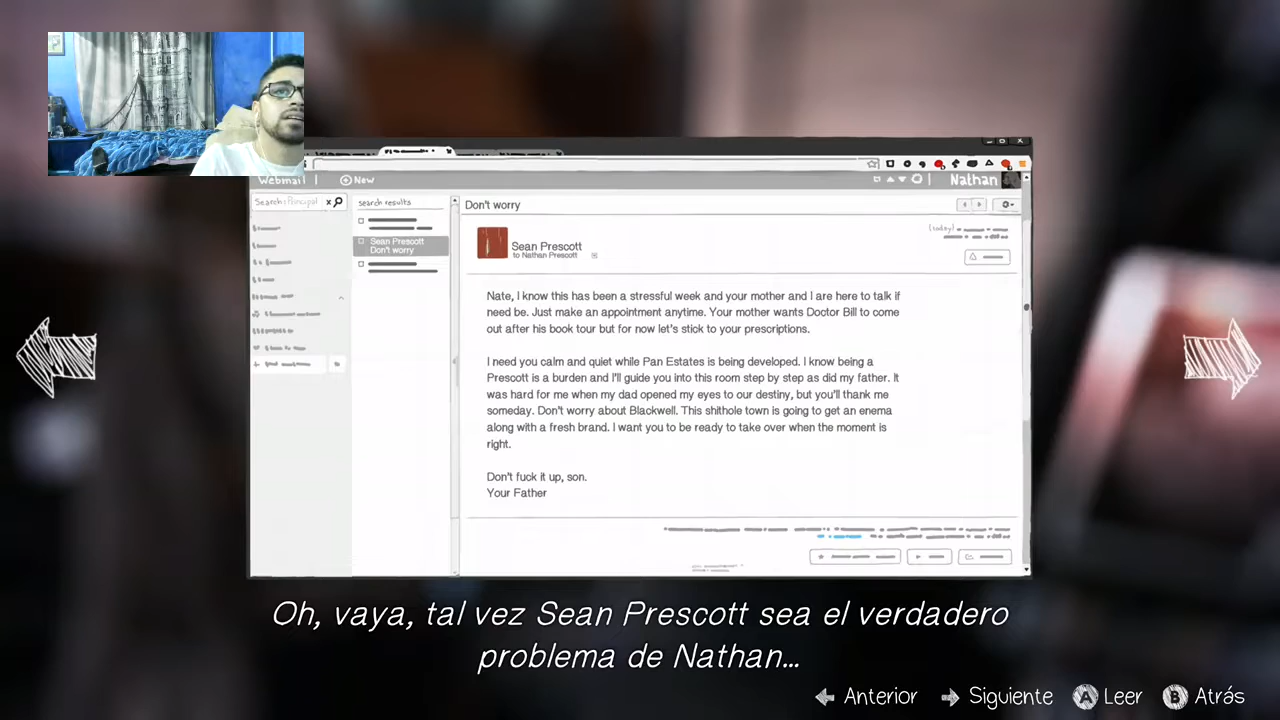 Webmail |
New
Nathan
Search: Principal x
search results
Don't worry
Sean Prescott
Don't worry
Sean Prescott
to Nathan Prescott
(today)
Nate, I know this has been a stressful week and your mother and I are here to talk if
need be. Just make an appointment anytime. Your mother wants Doctor Bill to come
out after his book tour but for now let's stick to your prescriptions.
I need you calm and quiet while Pan Estates is being developed. I know being a
Prescott is a burden and I'll guide you into this room step by step as did my father. It
was hard for me when my dad opened my eyes to our destiny, but you'll thank me
someday. Don't worry about Blackwell. This shithole town is going to get an enema
along with a fresh brand. I want you to be ready to take over when the moment is
right.
Don't fuck it up, son.
Your Father
Oh, vaya, tal vez Sean Prescott sea el verdadero
problema de Nathan...
Anterior Siguiente A Leer B Atrás